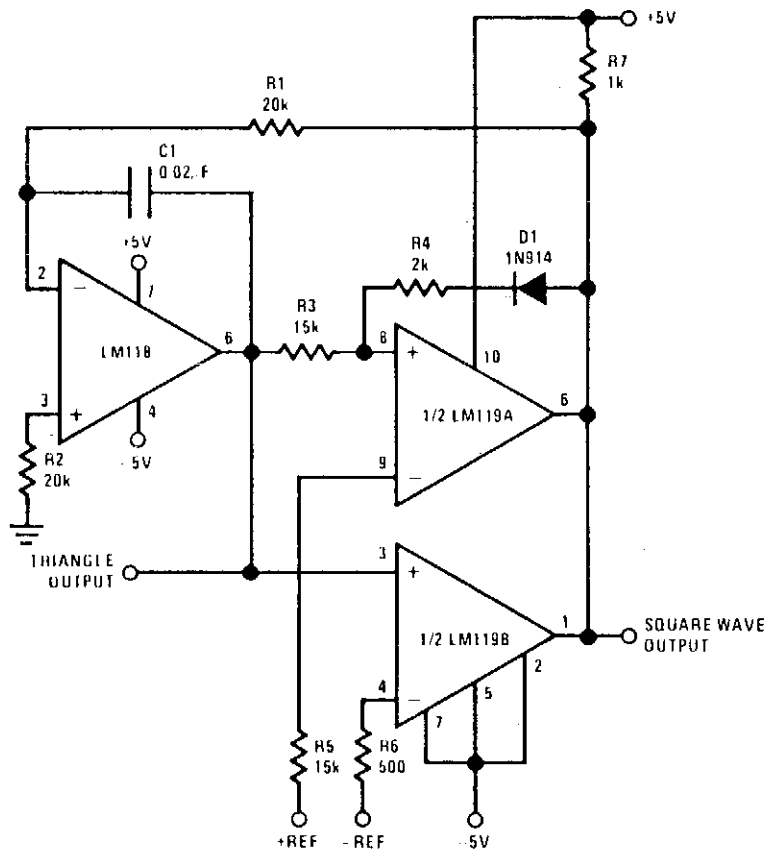 +5V
R7
1k
R1
20k
C1
0.02, F
+5V
7
2
−
LM118
6
3
+
4
-5V
R2
20k
R3
15k
R4
2k
D1
1N914
8
+
10
1/2 LM119A
6
9
−
TRIANGLE
OUTPUT
3
+
1/2 LM119B
1
2
SQUARE WAVE
OUTPUT
4
−
7
5
R5
15k
R6
500
+REF
-REF
-5V